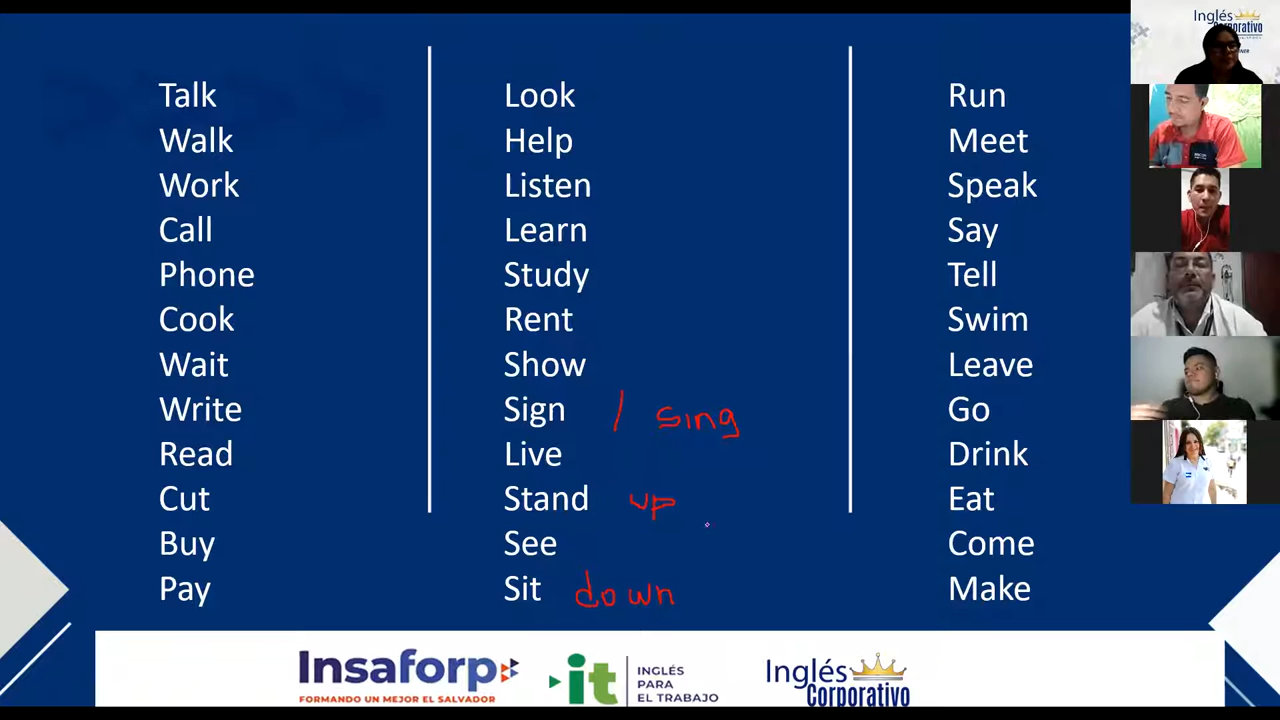 Talk
Walk
Work
Call
Phone
Cook
Wait
Write
Read
Cut
Buy
Pay
Look
Help
Listen
Learn
Study
Rent
Show
Sign / sing
Live
Stand up
See
Sit down
Run
Meet
Speak
Say
Tell
Swim
Leave
Go
Drink
Eat
Come
Make
Inglés
Corporativo
Insaforp
FORMANDO UN MEJOR EL SALVADOR
it
INGLÉS
PARA
EL TRABAJO
Inglés
Corporativo